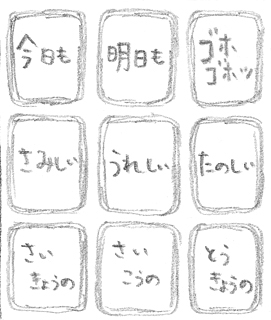 今日も
明日も
ゴホ
ゴホッ
さみしい
うれしい
たのしい
さい
きょうの
さい
こうの
とう
きょうの